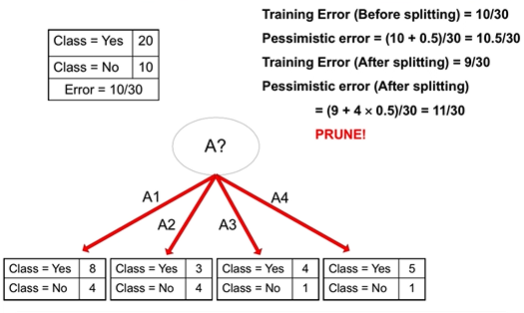 Training Error (Before splitting) = 10/30
Class = Yes 20
Pessimistic error = (10 + 0.5)/30 = 10.5/30
Class = No 10
Training Error (After splitting) = 9/30
Error = 10/30
Pessimistic error (After splitting)
= (9 + 4 × 0.5)/30 = 11/30
PRUNE!
A?
A1
A4
A2
A3
Class = Yes 8
Class = No 4
Class = Yes 3
Class = No 4
Class = Yes 4
Class = No 1
Class = Yes 5
Class = No 1